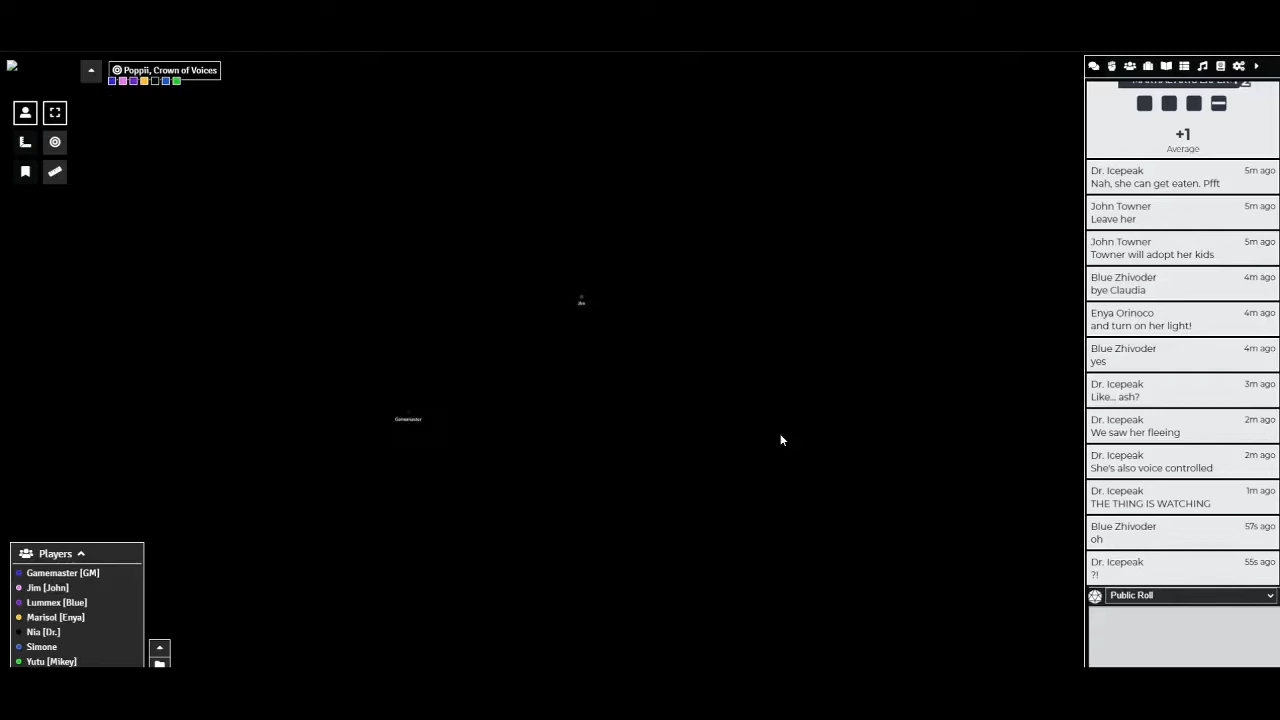 Poppii, Crown of Voices
Jim
Gamemaster
Players
Gamemaster [GM]
Jim [John]
Lummex [Blue]
Marisol [Enya]
Nia [Dr.]
Simone
Yutu [Mikey]
+1
Average
Dr. Icepeak 5m ago
Nah, she can get eaten. Pfft
John Towner 5m ago
Leave her
John Towner 5m ago
Towner will adopt her kids
Blue Zhivoder 4m ago
bye Claudia
Enya Orinoco 4m ago
and turn on her light!
Blue Zhivoder 4m ago
yes
Dr. Icepeak 3m ago
Like... ash?
Dr. Icepeak 2m ago
We saw her fleeing
Dr. Icepeak 2m ago
She's also voice controlled
Dr. Icepeak 1m ago
THE THING IS WATCHING
Blue Zhivoder 57s ago
oh
Dr. Icepeak 55s ago
?!
Public Roll